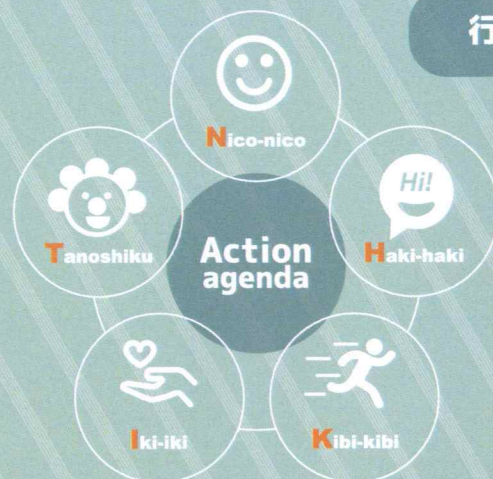 行
Nico-nico
Hi!
Haki-haki
Action
agenda
Tanoshiku
Iki-iki
Kibi-kibi